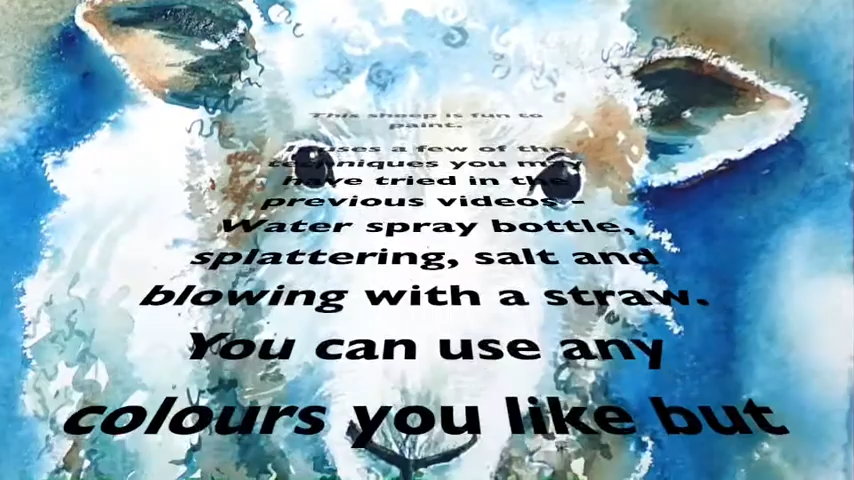 This sheep is fun to
paint.
It uses a few of the
techniques you may
have tried in the
previous videos -
Water spray bottle,
splattering, salt and
blowing with a straw.
You can use any
colours you like but